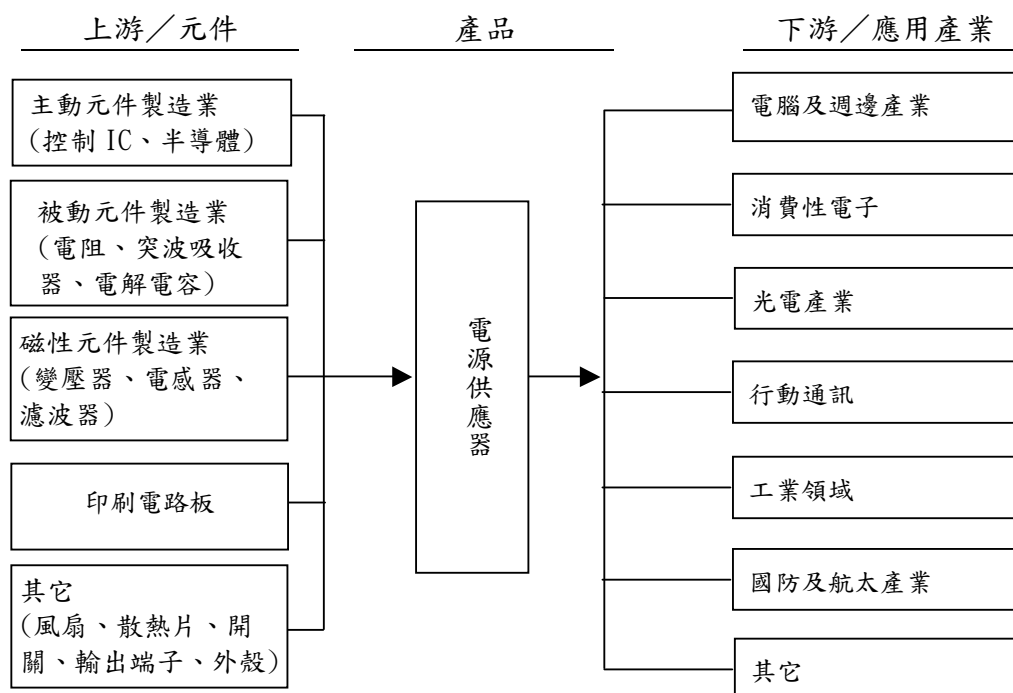 上游／元件
產品
下游／應用產業
主動元件製造業
(控制 IC、半導體)
被動元件製造業
(電阻、突波吸收
器、電解電容)
磁性元件製造業
(變壓器、電感器、
濾波器)
印刷電路板
其它
(風扇、散熱片、開
關、輸出端子、外殼)
電源供應器
電腦及週邊產業
消費性電子
光電產業
行動通訊
工業領域
國防及航太產業
其它